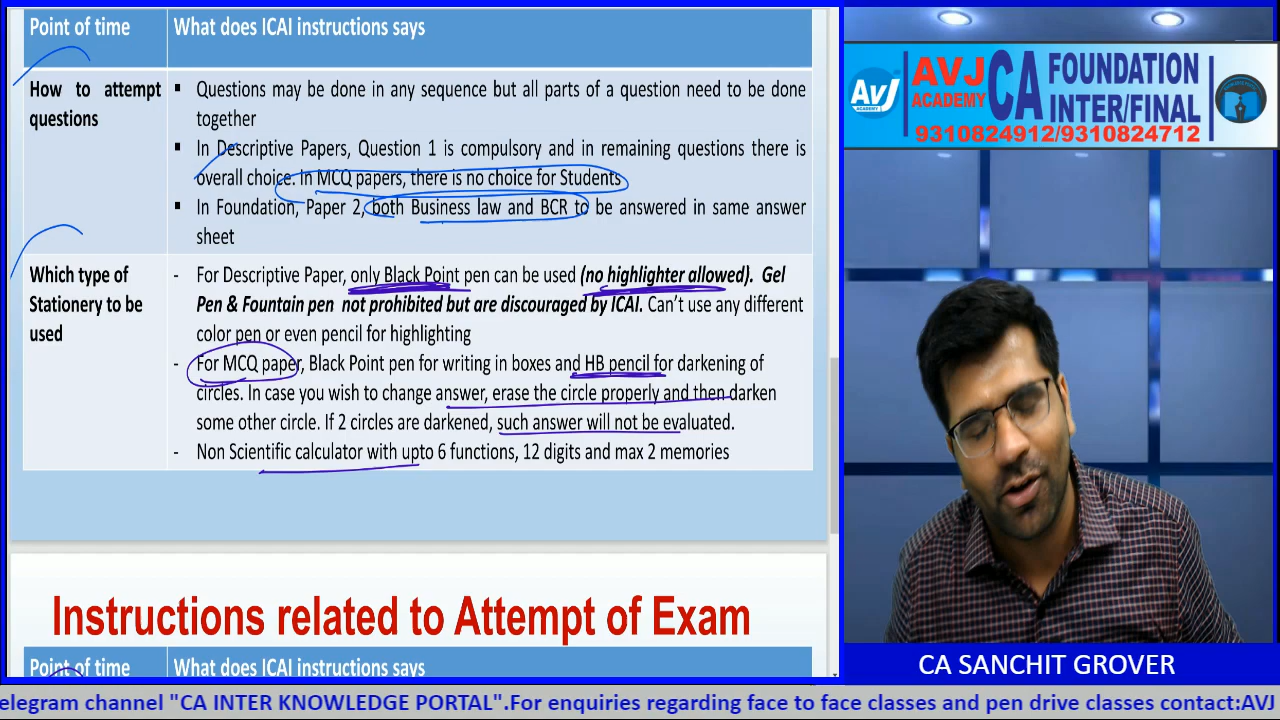 Point of time What does ICAI instructions says
How to attempt questions
▪ Questions may be done in any sequence but all parts of a question need to be done
together
▪ In Descriptive Papers, Question 1 is compulsory and in remaining questions there is
overall choice. In MCQ papers, there is no choice for Students
▪ In Foundation, Paper 2, both Business law and BCR to be answered in same answer
sheet
Which type of
Stationery to be
used
- For Descriptive Paper, only Black Point pen can be used (no highlighter allowed). Gel
Pen & Fountain pen not prohibited but are discouraged by ICAI. Can't use any different
color pen or even pencil for highlighting
- For MCQ paper, Black Point pen for writing in boxes and HB pencil for darkening of
circles. In case you wish to change answer, erase the circle properly and then darken
some other circle. If 2 circles are darkened, such answer will not be evaluated.
- Non Scientific calculator with upto 6 functions, 12 digits and max 2 memories
Instructions related to Attempt of Exam
Point of time What does ICAI instructions says
AVJ
ACADEMY
AVJ
ACADEMY
CA
FOUNDATION
INTER/FINAL
9310824912/9310824712
CA SANCHIT GROVER
elegram channel "CA INTER KNOWLEDGE PORTAL".For enquiries regarding face to face classes and pen drive classes contact:AVJ